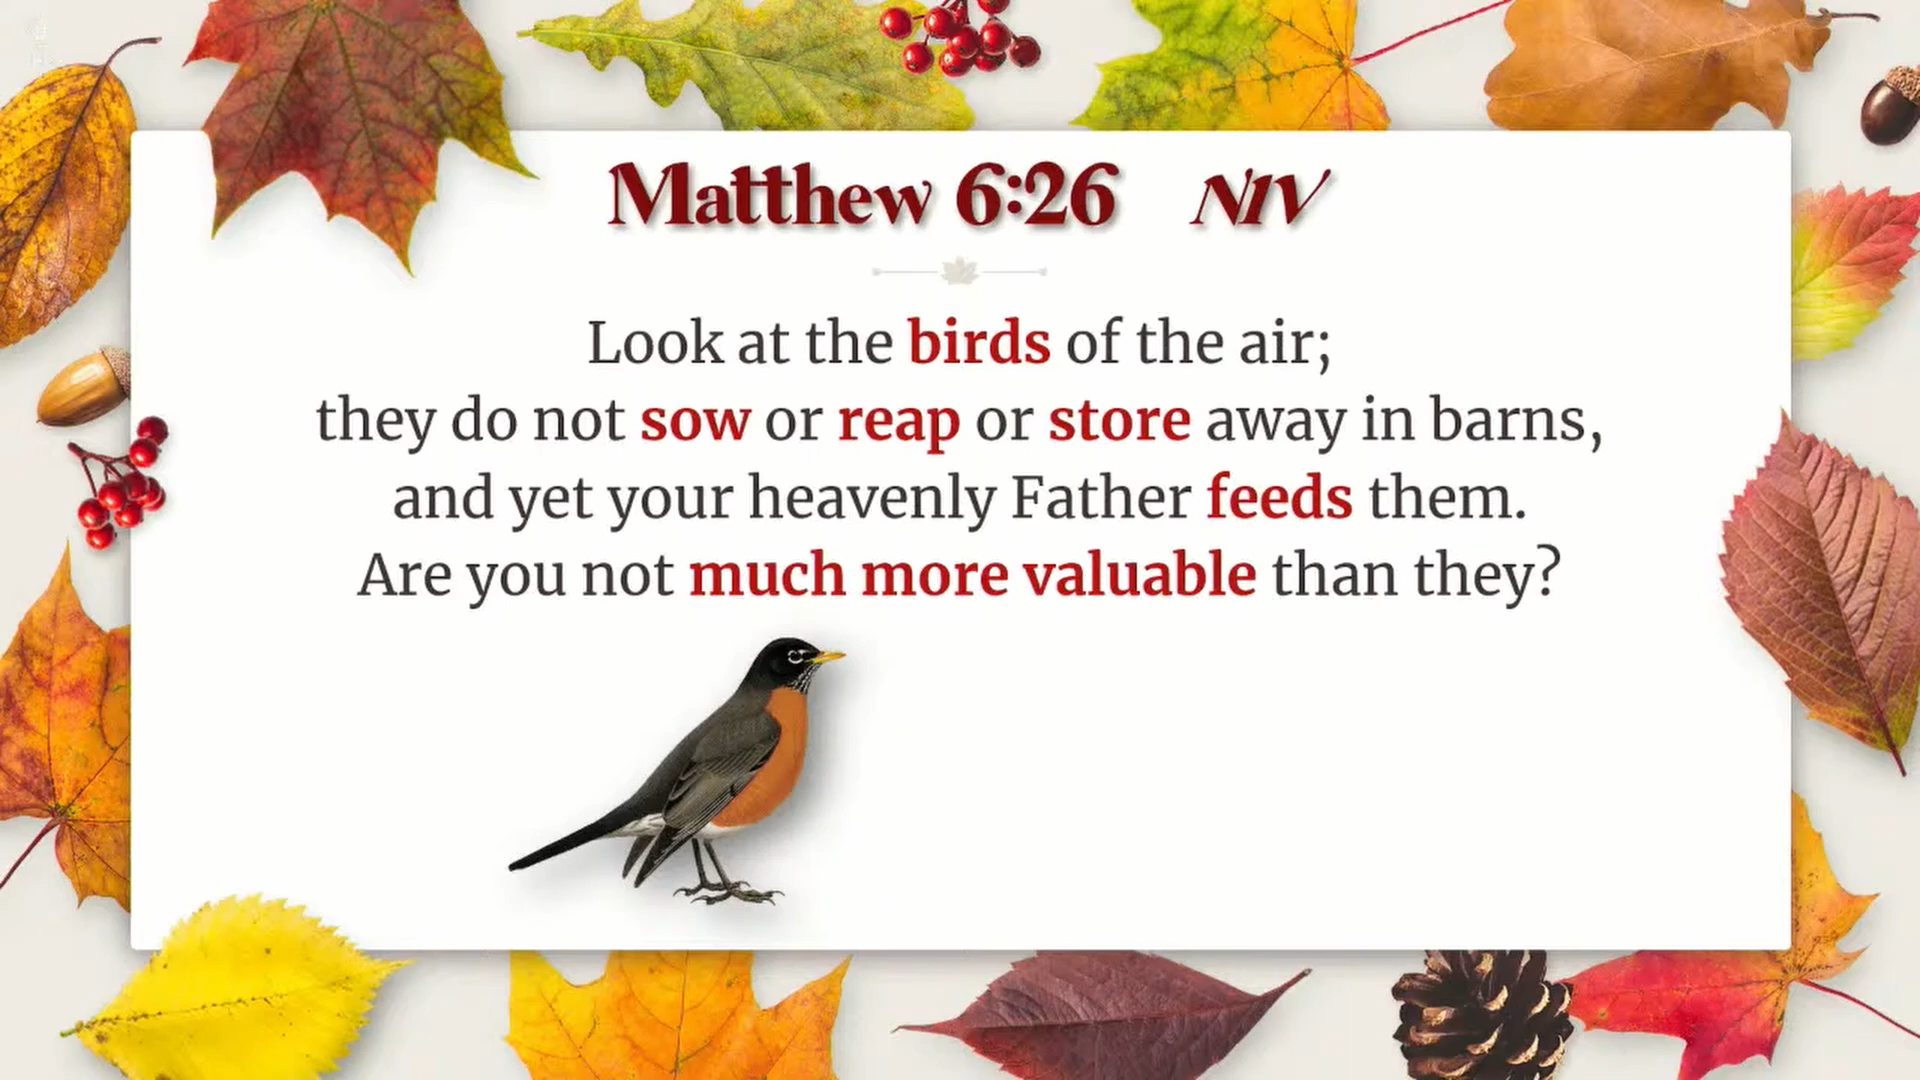 Matthew 6:26 NIV
Look at the birds of the air;
they do not sow or reap or store away in barns,
and yet your heavenly Father feeds them.
Are you not much more valuable than they?